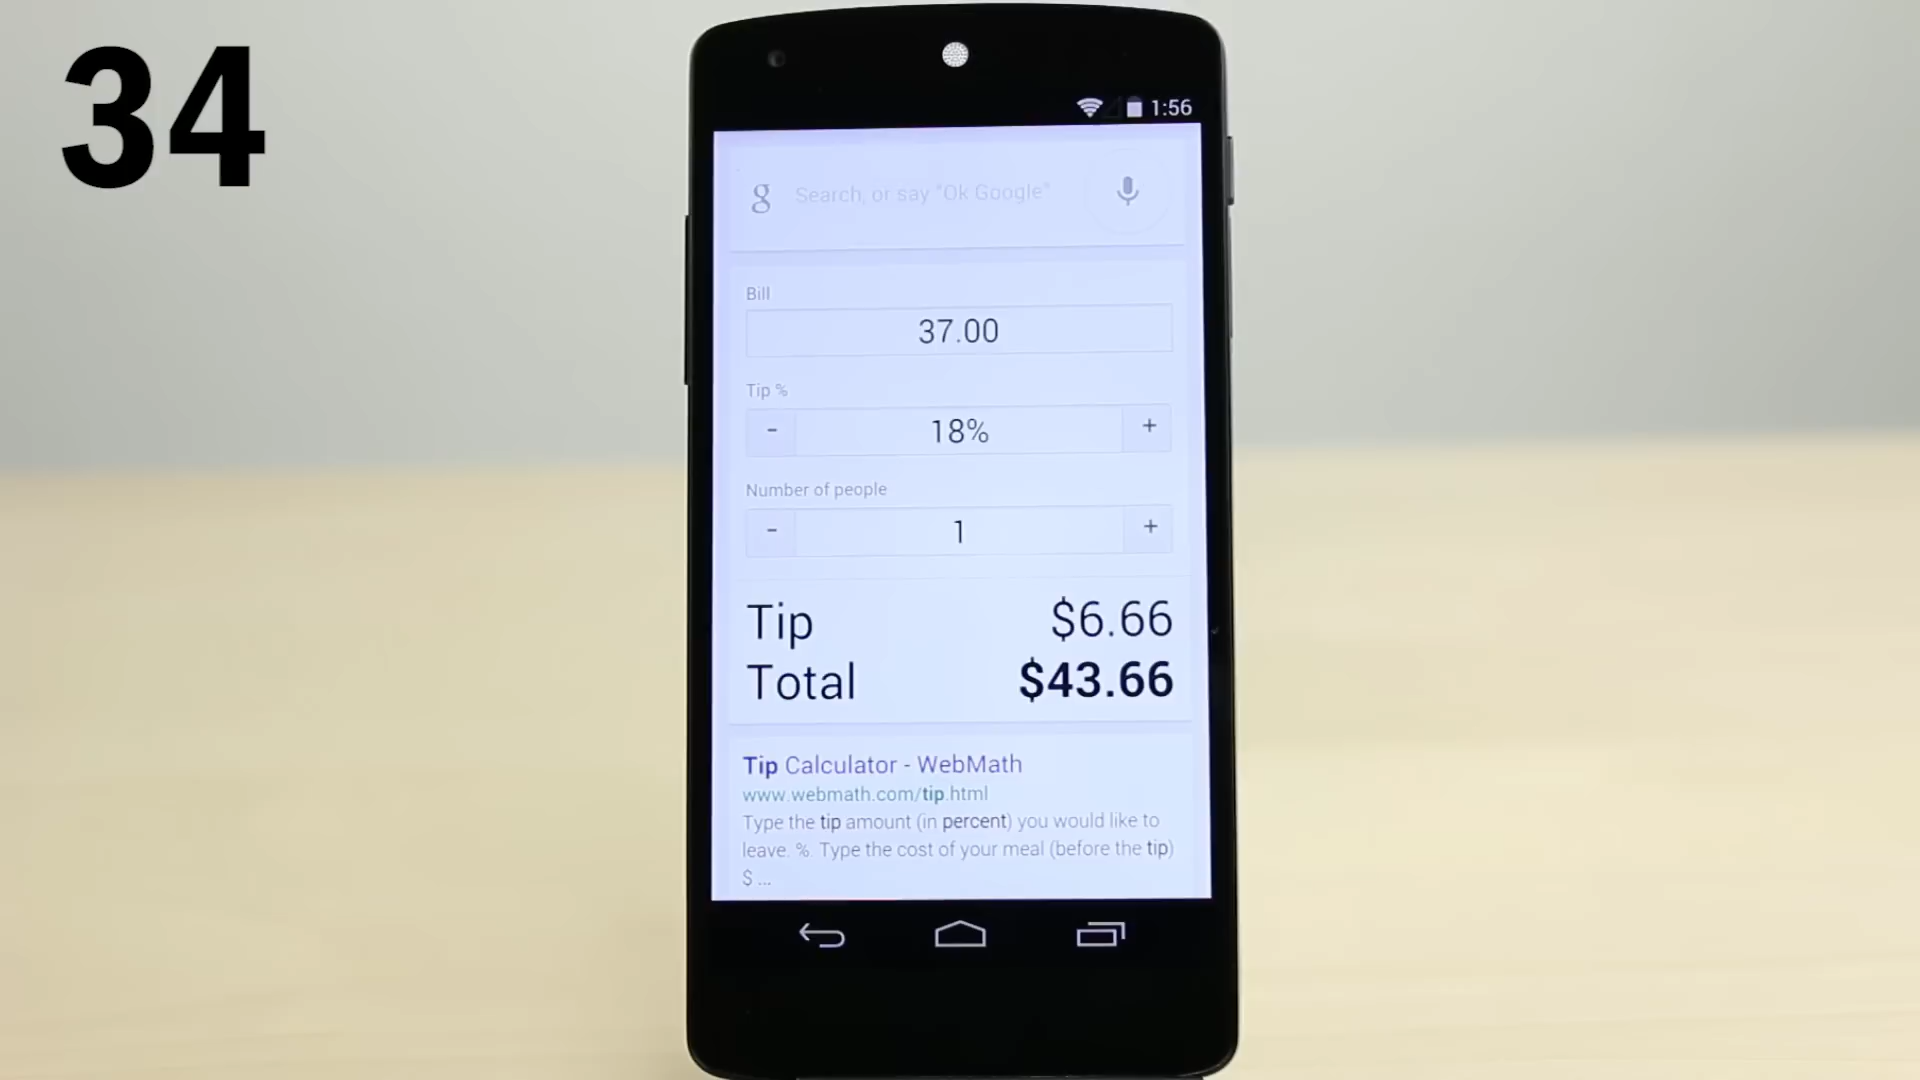 34
1:56
g Search, or say "Ok Google"
Bill
37.00
Tip %
- 18% +
Number of people
- 1 +
Tip $6.66
Total $43.66
Tip Calculator - WebMath
www.webmath.com/tip.html
Type the tip amount (in percent) you would like to
leave. %. Type the cost of your meal (before the tip)
$ ...